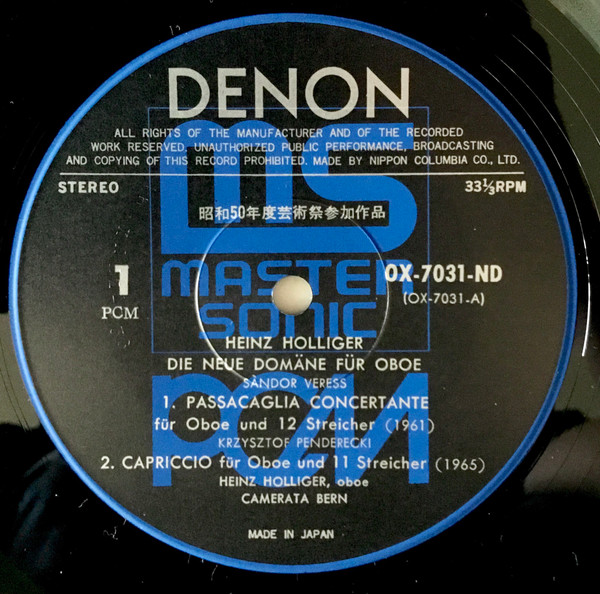 DENON
ALL RIGHTS OF THE MANUFACTURER AND OF THE RECORDED
WORK RESERVED. UNAUTHORIZED PUBLIC PERFORMANCE, BROADCASTING
AND COPYING OF THIS RECORD PROHIBITED. MADE BY NIPPON COLUMBIA CO., LTD.
STEREO
33⅓RPM
ms
昭和50年度芸術祭参加作品
MASTER
SONIC
1
PCM
OX-7031-ND
(OX-7031-A)
HEINZ HOLLIGER
DIE NEUE DOMÄNE FÜR OBOE
SÀNDOR VERESS
1. PASSACAGLIA CONCERTANTE
für Oboe und 12 Streicher (1961)
KRZYSZTOF PENDERECKI
2. CAPRICCIO für Oboe und 11 Streicher (1965)
PCM
HEINZ HOLLIGER, oboe
CAMERATA BERN
MADE IN JAPAN